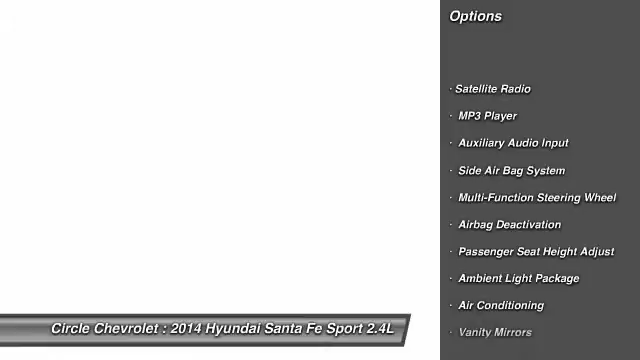 Options
· Satellite Radio
· MP3 Player
· Auxiliary Audio Input
· Side Air Bag System
· Multi-Function Steering Wheel
· Airbag Deactivation
· Passenger Seat Height Adjust
· Ambient Light Package
· Air Conditioning
· Vanity Mirrors
Circle Chevrolet : 2014 Hyundai Santa Fe Sport 2.4L